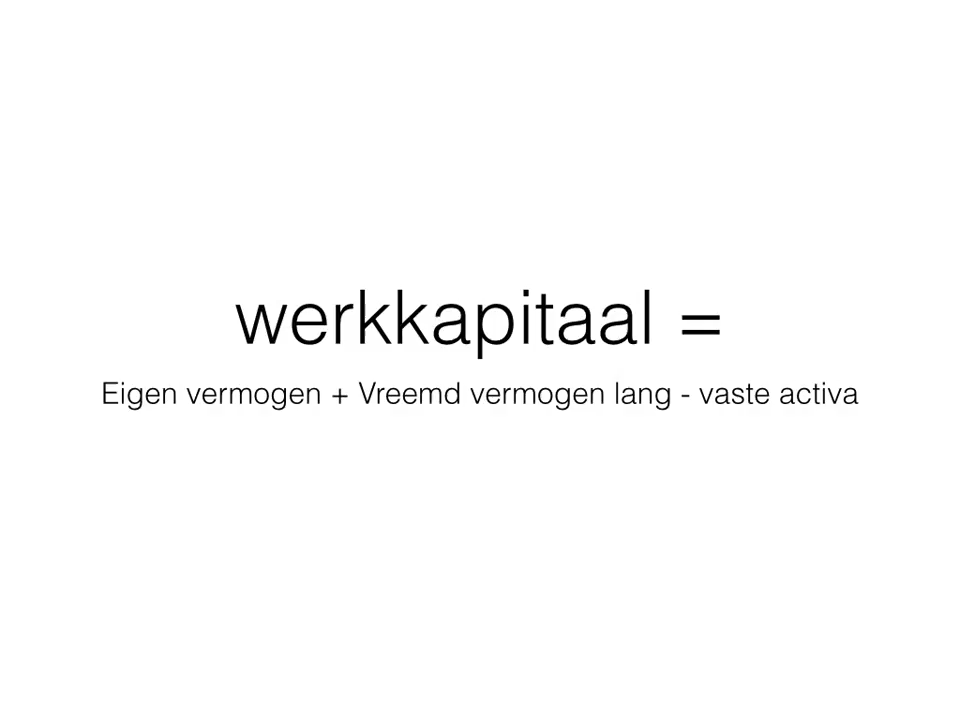 werkkapitaal =
Eigen vermogen + Vreemd vermogen lang - vaste activa